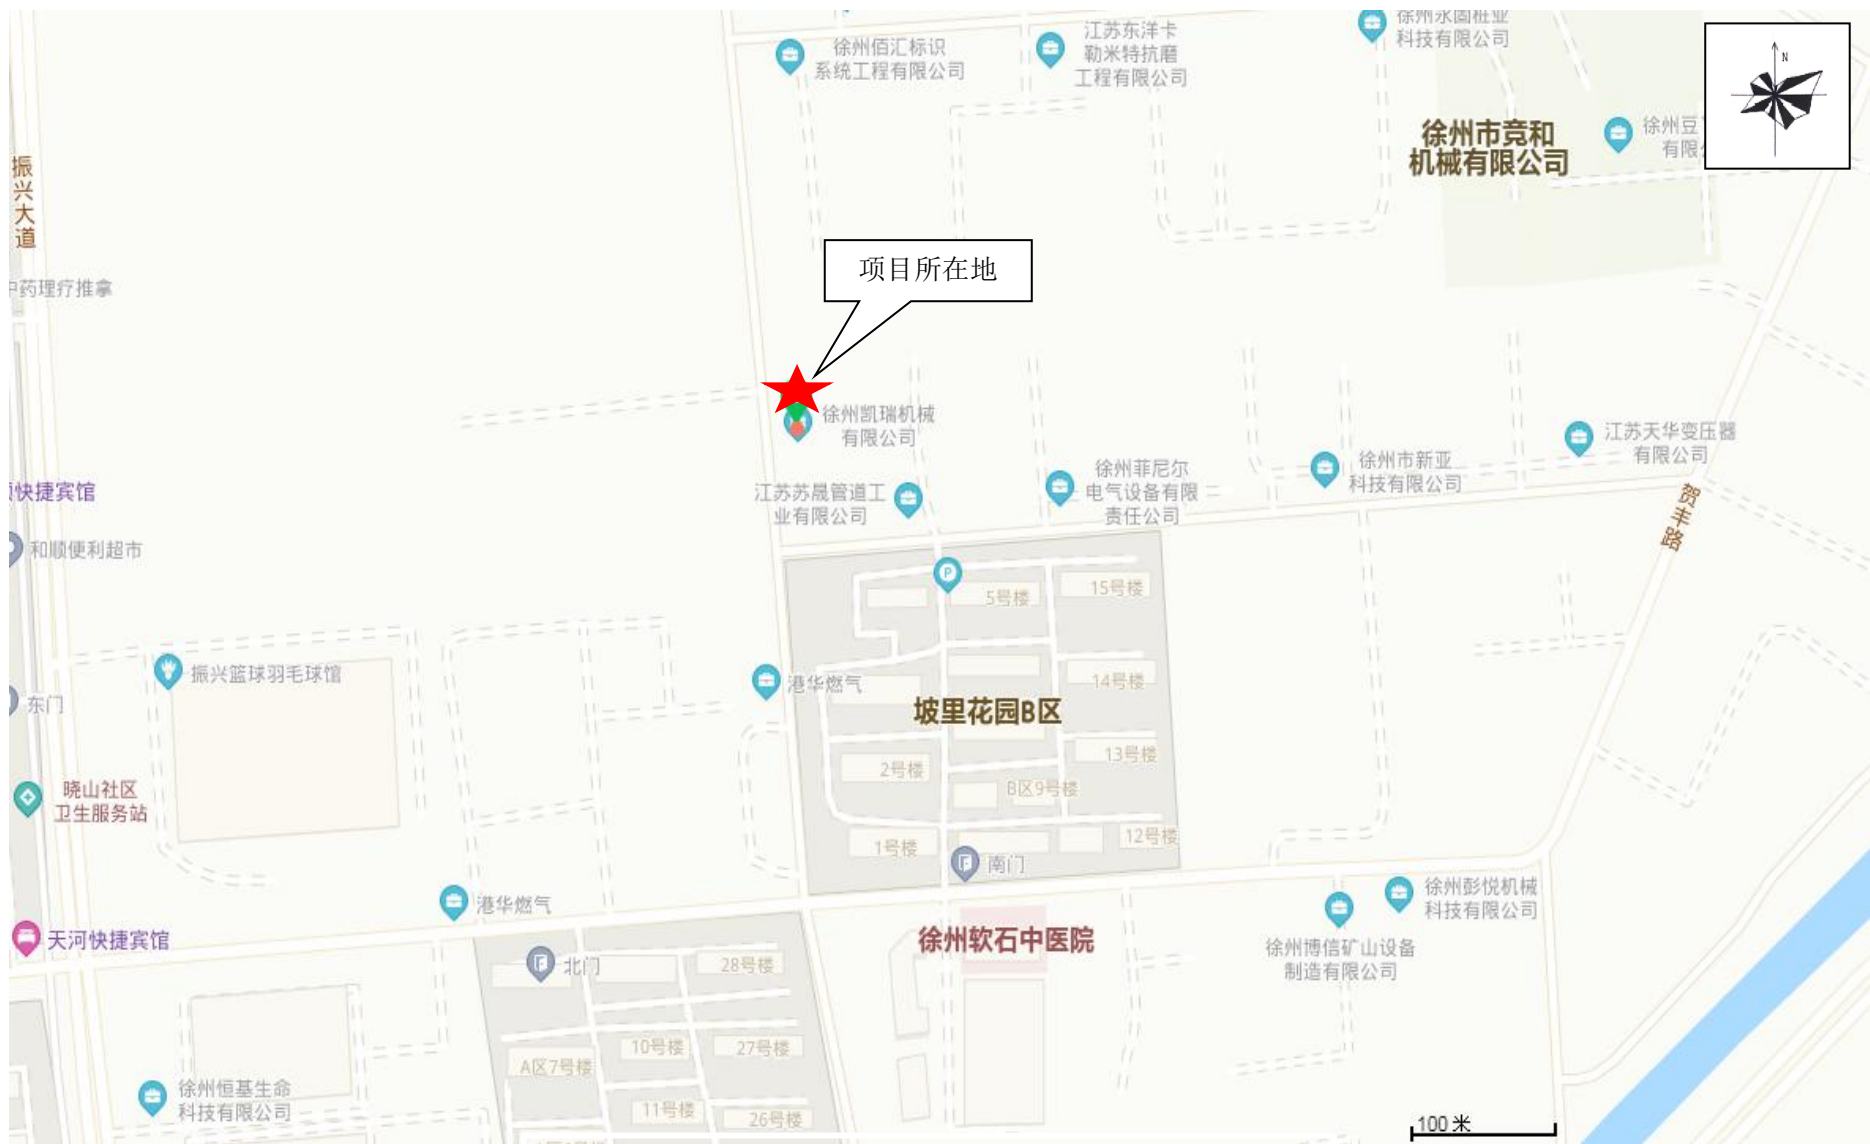 徐州佰汇标识
系统工程有限公司
江苏东洋卡
勒米特抗磨
工程有限公司
徐州永固桩业
科技有限公司
N
徐州市竞和
机械有限公司
徐州豆
有限
振兴大道
中药理疗推拿
项目所在地
徐州凯瑞机械
有限公司
江苏天华变压器
有限公司
徐州市新亚
科技有限公司
徐州菲尼尔
电气设备有限
责任公司
江苏苏晟管道工
业有限公司
快捷宾馆
贺丰路
和顺便利超市
P
5号楼
15号楼
振兴篮球羽毛球馆
港华燃气
14号楼
东门
坡里花园B区
13号楼
2号楼
B区9号楼
晓山社区
卫生服务站
12号楼
1号楼
南门
港华燃气
徐州彭悦机械
科技有限公司
天河快捷宾馆
徐州软石中医院
徐州博信矿山设备
制造有限公司
北门
28号楼
10号楼
27号楼
A区7号楼
徐州恒基生命
科技有限公司
11号楼
26号楼
100 米